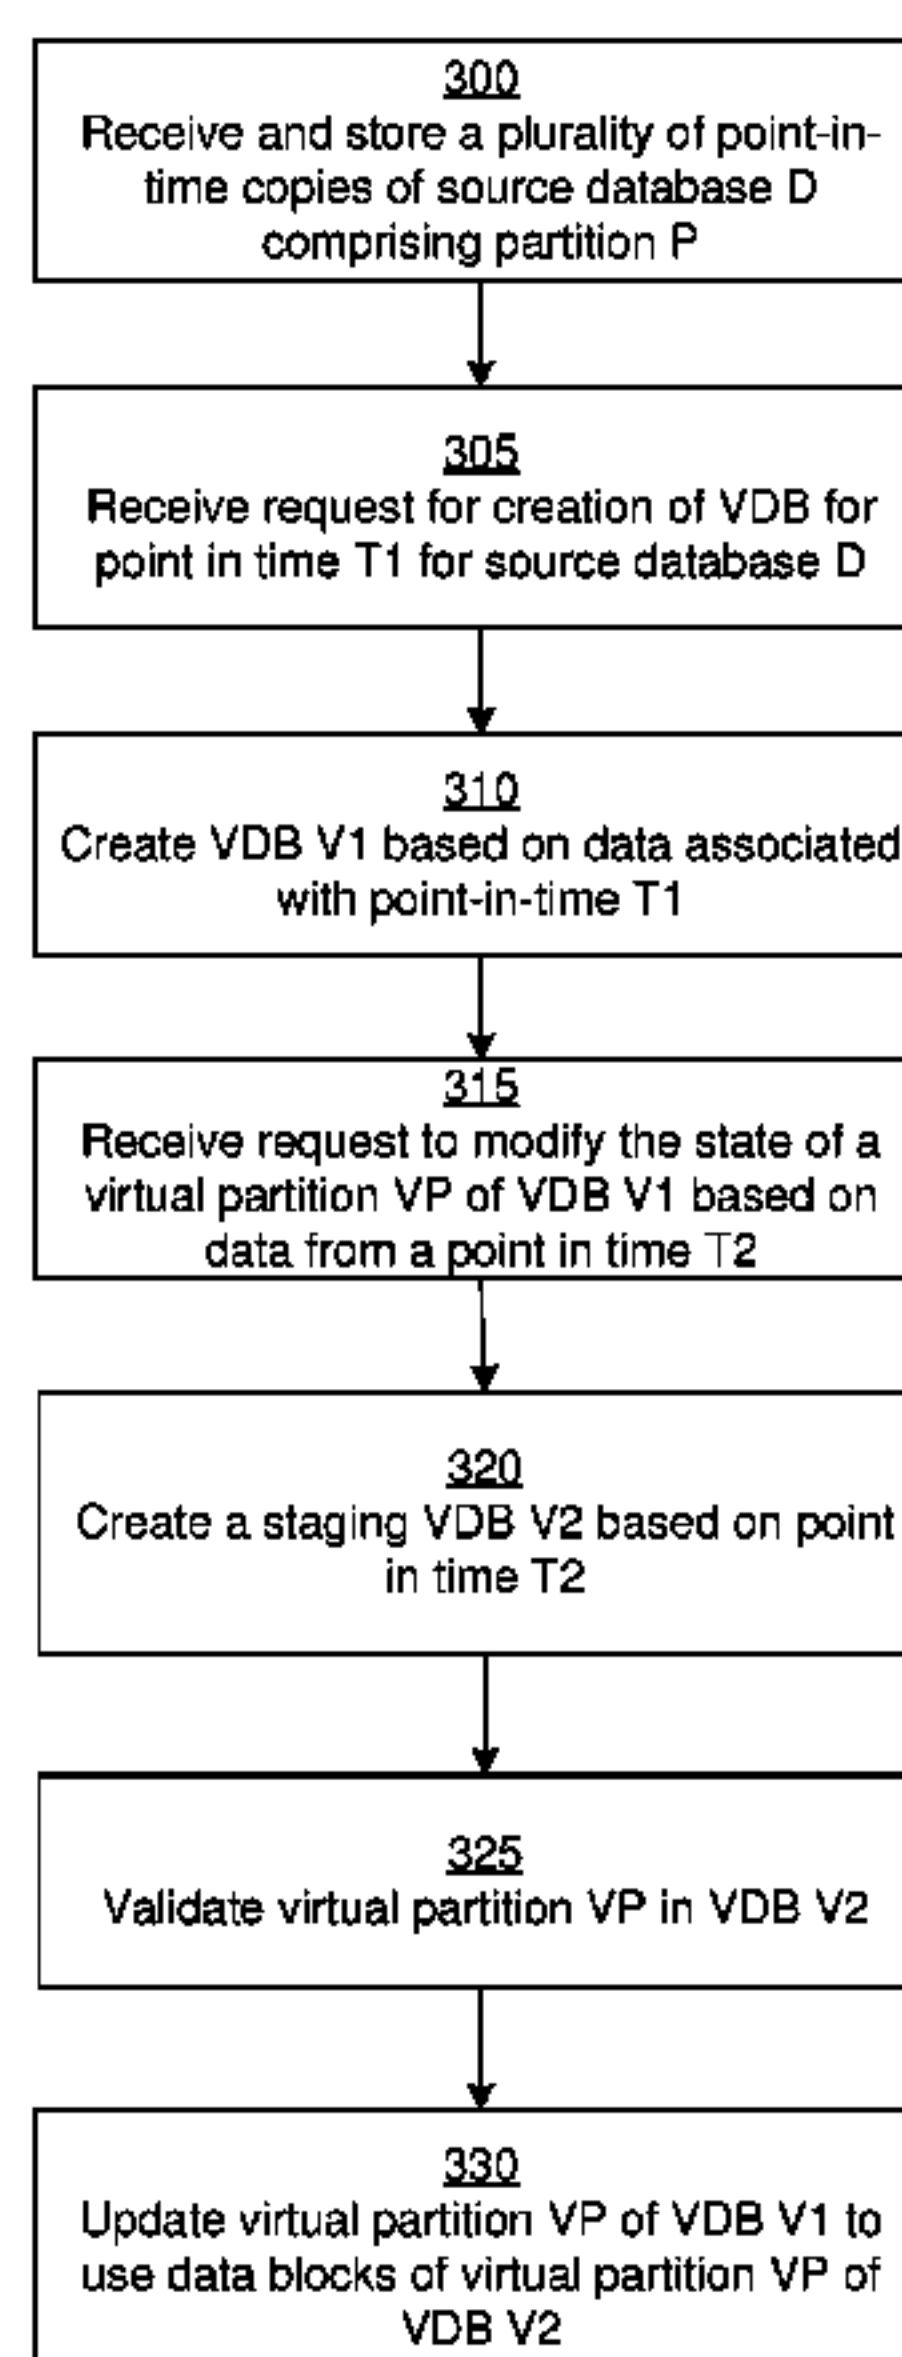 300
Receive and store a plurality of point-in-
time copies of source database D
comprising partition P
305
Receive request for creation of VDB for
point in time T1 for source database D
310
Create VDB V1 based on data associated
with point-in-time T1
315
Receive request to modify the state of a
virtual partition VP of VDB V1 based on
data from a point in time T2
320
Create a staging VDB V2 based on point
in time T2
325
Validate virtual partition VP in VDB V2
330
Update virtual partition VP of VDB V1 to
use data blocks of virtual partition VP of
VDB V2